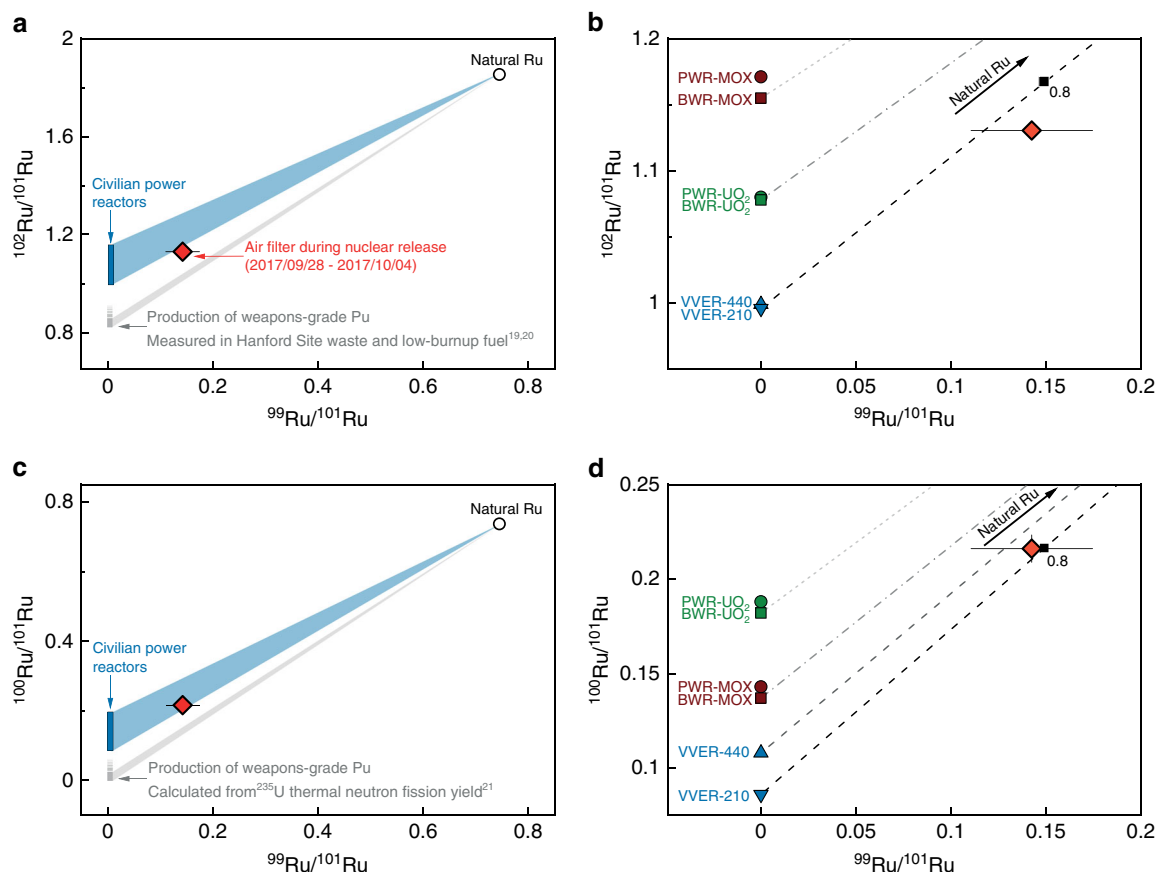 a
2
1.6
1.2
0.8
0
0.2
0.4
0.6
0.8
¹⁰²Ru/¹⁰¹Ru
⁹⁹Ru/¹⁰¹Ru
Natural Ru
Civilian power
reactors
Air filter during nuclear release
(2017/09/28 - 2017/10/04)
Production of weapons-grade Pu
Measured in Hanford Site waste and low-burnup fuel¹⁹,²⁰
b
1.2
1.1
1
0
0.05
0.1
0.15
0.2
¹⁰²Ru/¹⁰¹Ru
⁹⁹Ru/¹⁰¹Ru
PWR-MOX
BWR-MOX
PWR-UO₂
BWR-UO₂
VVER-440
VVER-210
Natural Ru
0.8
c
0.8
0.4
0
0
0.2
0.4
0.6
0.8
¹⁰⁰Ru/¹⁰¹Ru
⁹⁹Ru/¹⁰¹Ru
Natural Ru
Civilian power
reactors
Production of weapons-grade Pu
Calculated from²³⁵U thermal neutron fission yield²¹
d
0.25
0.2
0.15
0.1
0
0.05
0.1
0.15
0.2
¹⁰⁰Ru/¹⁰¹Ru
⁹⁹Ru/¹⁰¹Ru
PWR-UO₂
BWR-UO₂
PWR-MOX
BWR-MOX
VVER-440
VVER-210
Natural Ru
0.8